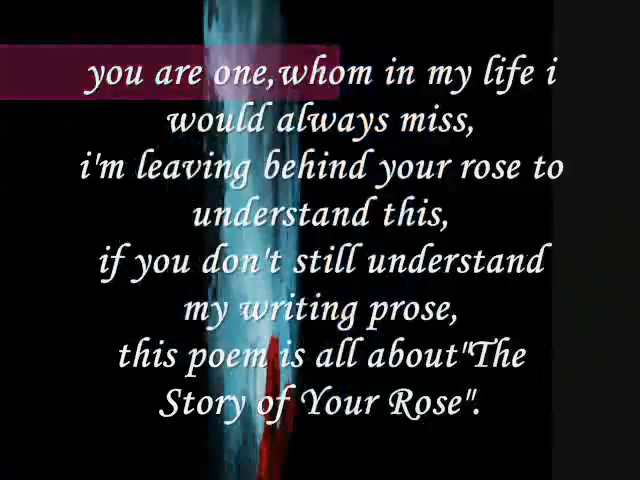 you are one,whom in my life i
would always miss,
i'm leaving behind your rose to
understand this,
if you don't still understand
my writing prose,
this poem is all about"The
Story of Your Rose".